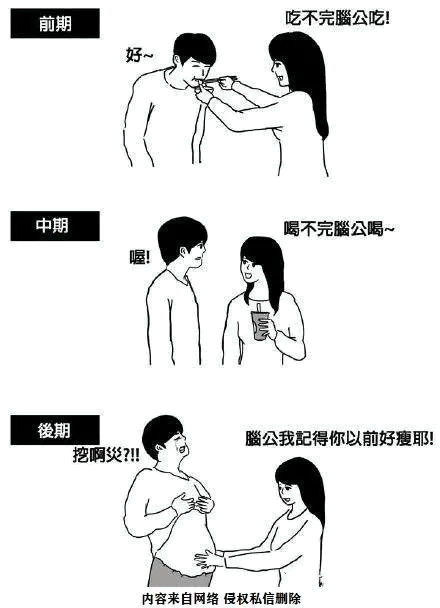 前期
吃不完腦公吃!
好~
中期
喝不完腦公喝~
喔!
後期
腦公我記得你以前好瘦耶!
挖啊災?!!
内容来自网络 侵权私信删除